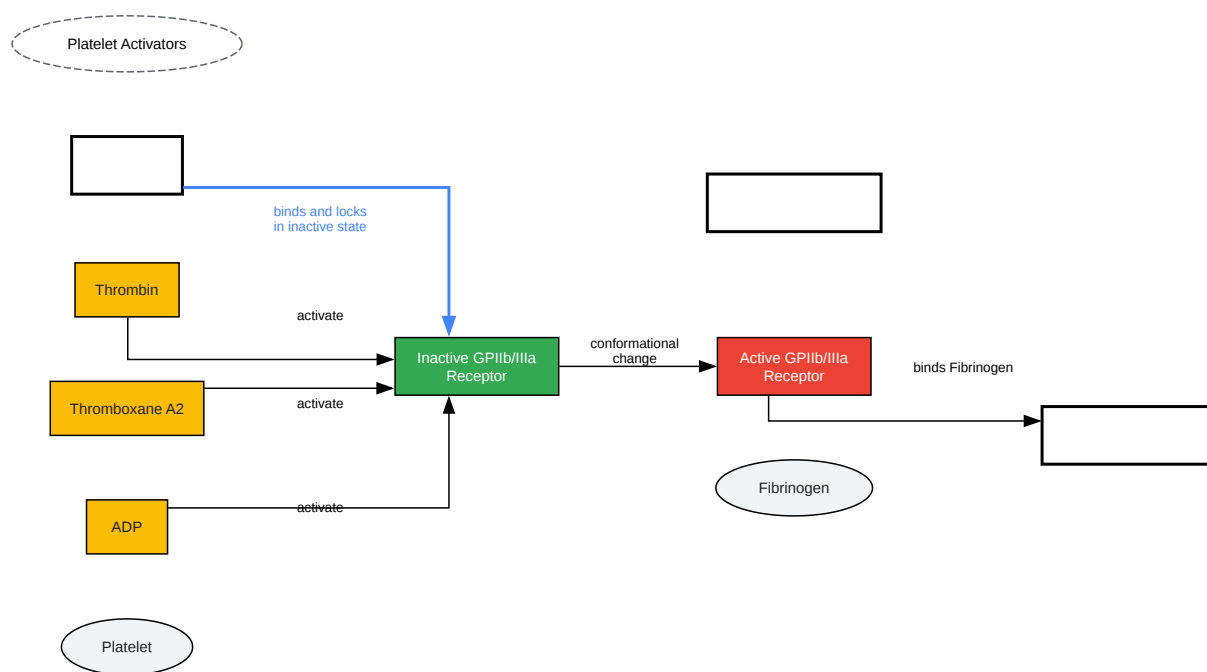 Platelet Activators
binds and locks
in inactive state
Thrombin
activate
Inactive GPIIb/IIIa
Receptor
conformational
change
Active GPIIb/IIIa
Receptor
binds Fibrinogen
Thromboxane A2
activate
Fibrinogen
ADP
activate
Platelet